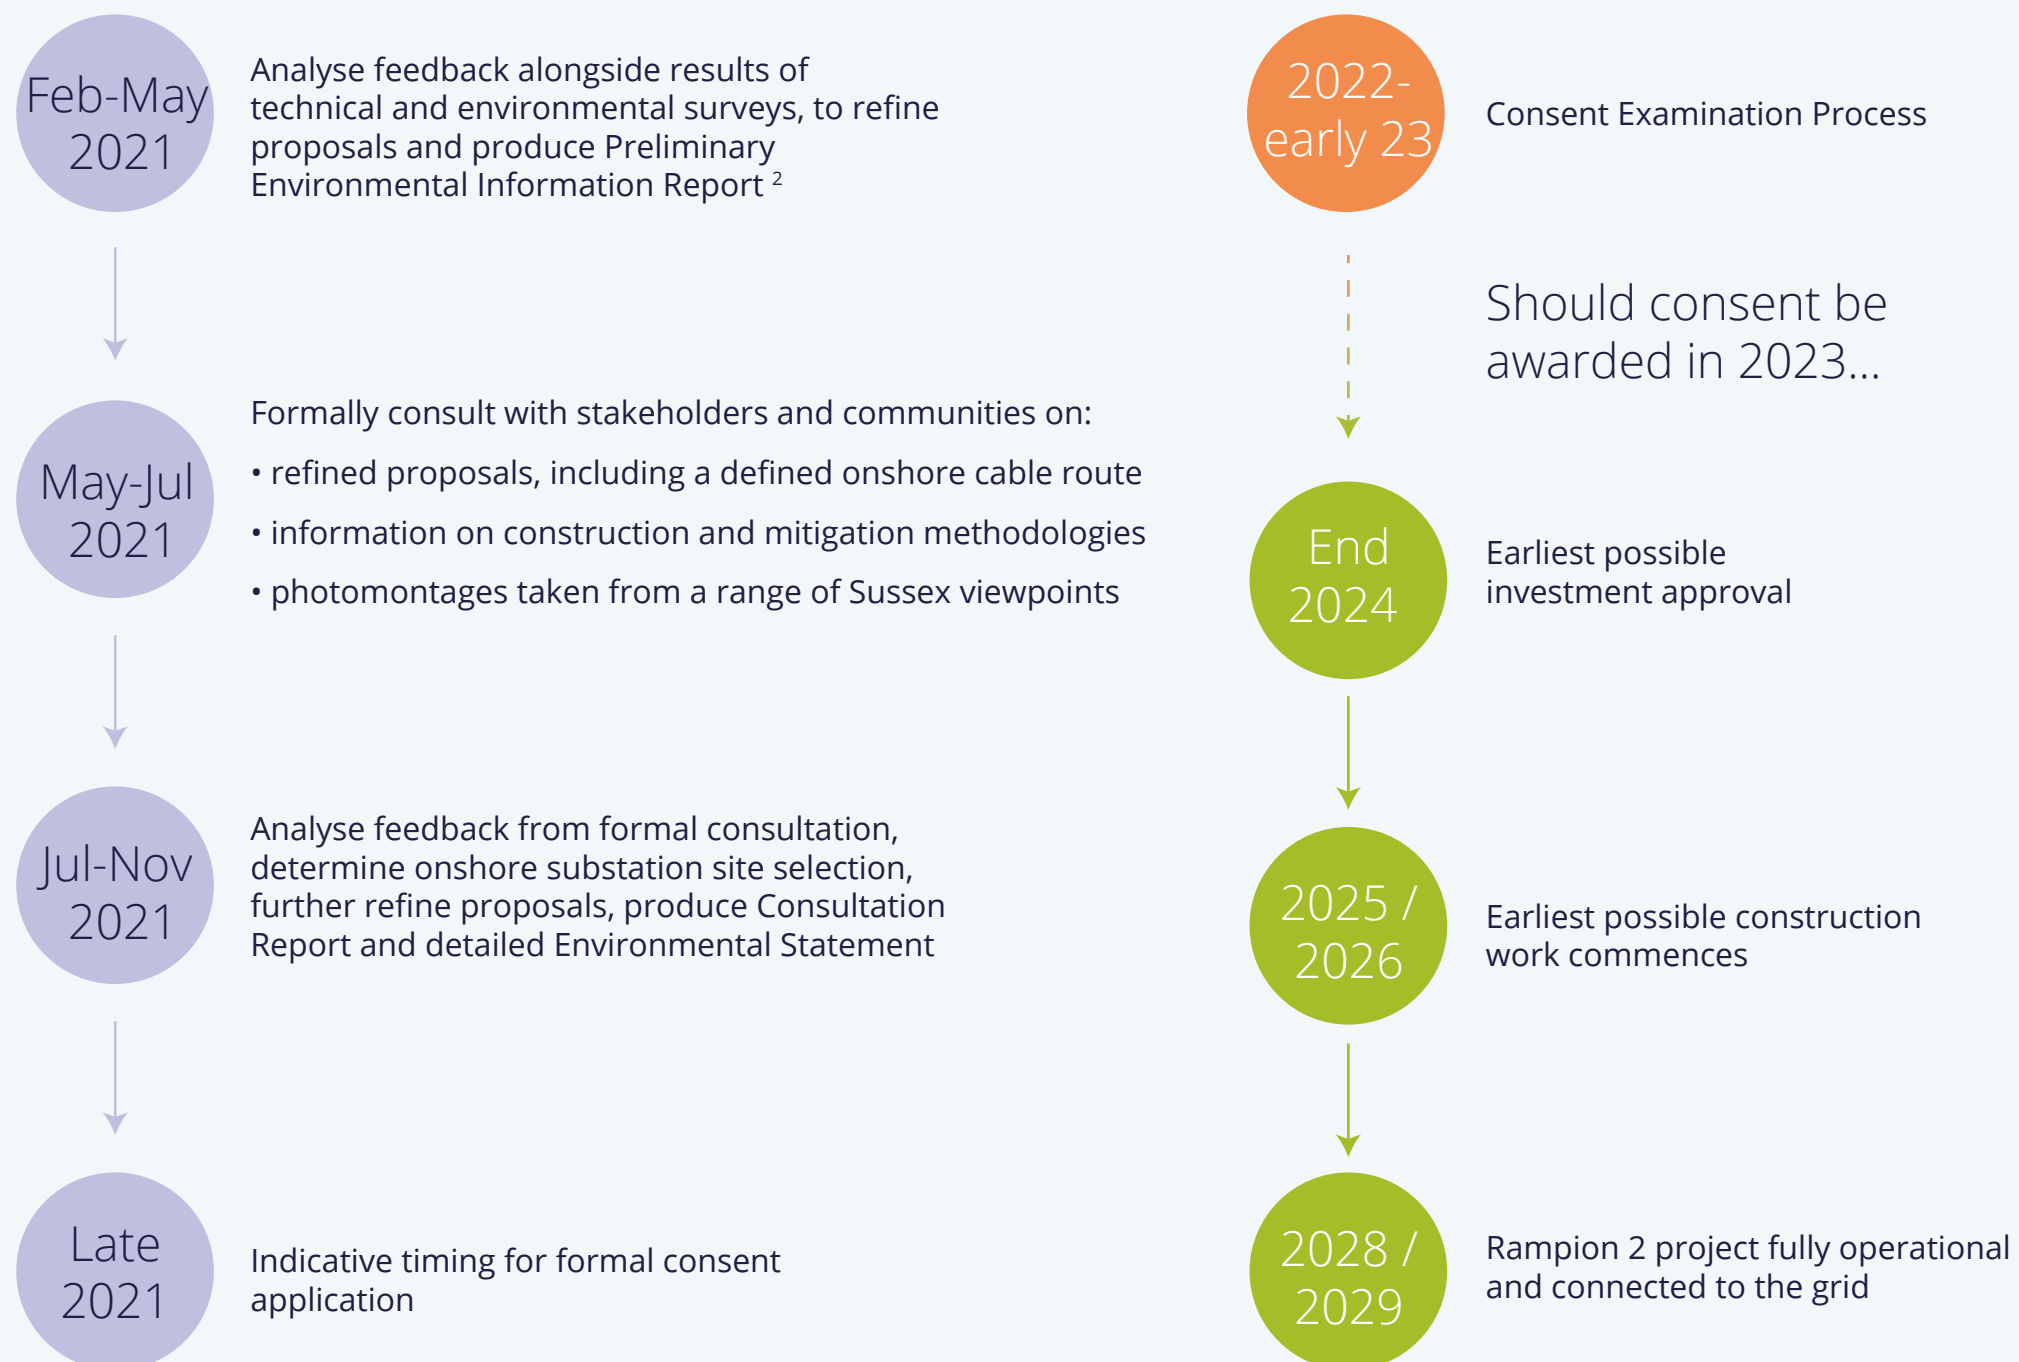 Feb-May
2021
Analyse feedback alongside results of
technical and environmental surveys, to refine
proposals and produce Preliminary
Environmental Information Report ²
May-Jul
2021
Formally consult with stakeholders and communities on:
• refined proposals, including a defined onshore cable route
• information on construction and mitigation methodologies
• photomontages taken from a range of Sussex viewpoints
Jul-Nov
2021
Analyse feedback from formal consultation,
determine onshore substation site selection,
further refine proposals, produce Consultation
Report and detailed Environmental Statement
Late
2021
Indicative timing for formal consent
application
2022-
early 23
Consent Examination Process
Should consent be
awarded in 2023...
End
2024
Earliest possible
investment approval
2025 /
2026
Earliest possible construction
work commences
2028 /
2029
Rampion 2 project fully operational
and connected to the grid